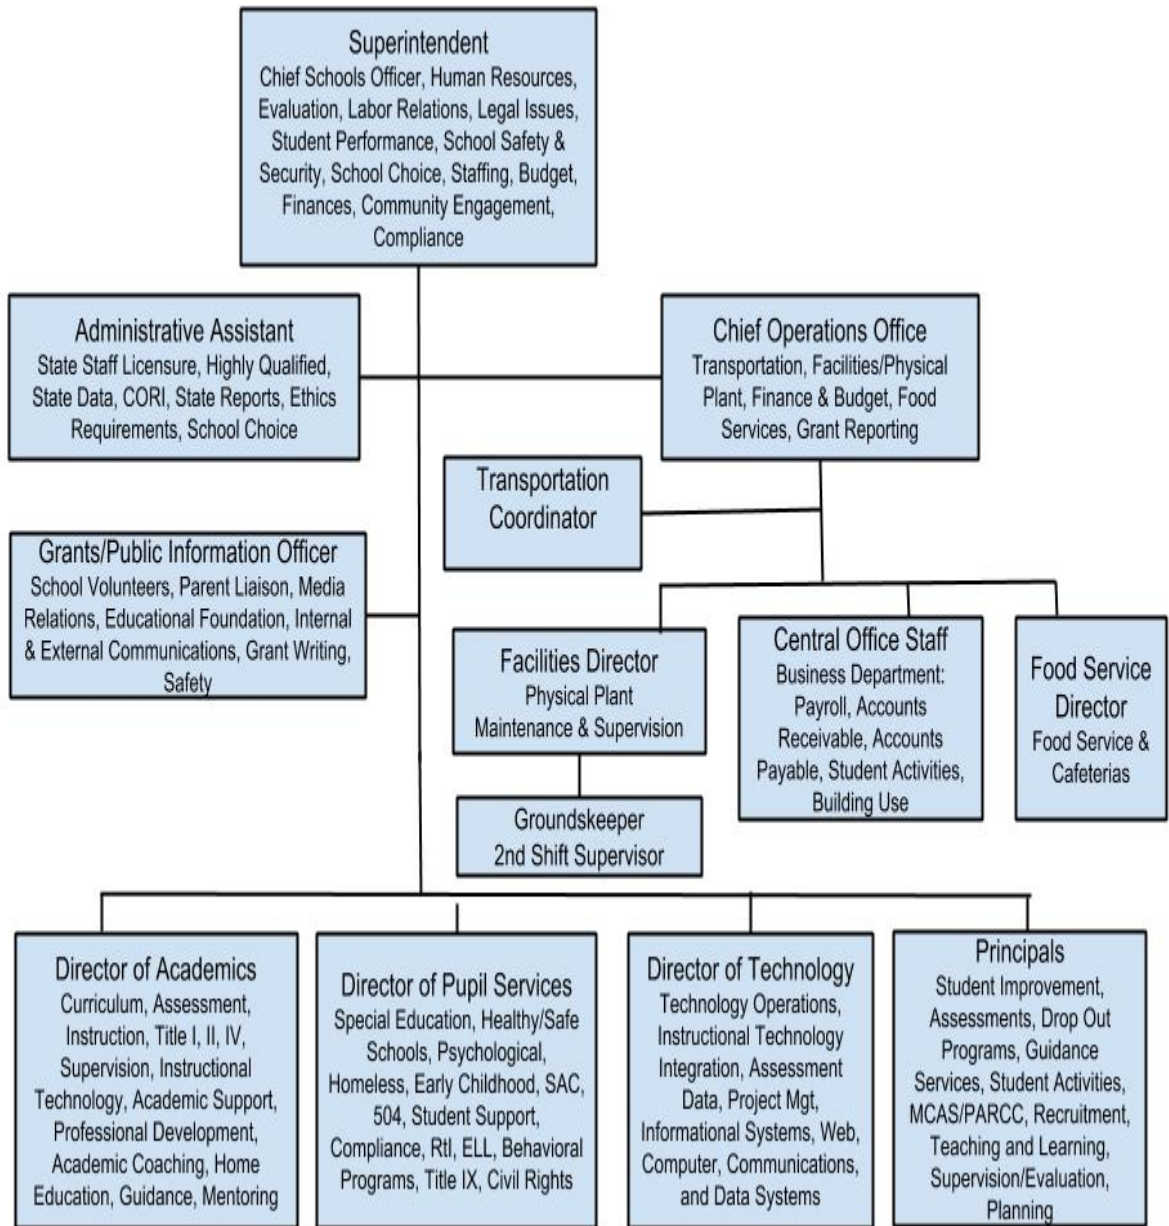 Superintendent
Chief Schools Officer, Human Resources,
Evaluation, Labor Relations, Legal Issues,
Student Performance, School Safety &
Security, School Choice, Staffing, Budget,
Finances, Community Engagement,
Compliance
Administrative Assistant
State Staff Licensure, Highly Qualified,
State Data, CORI, State Reports, Ethics
Requirements, School Choice
Chief Operations Office
Transportation, Facilities/Physical
Plant, Finance & Budget, Food
Services, Grant Reporting
Transportation
Coordinator
Grants/Public Information Officer
School Volunteers, Parent Liaison, Media
Relations, Educational Foundation, Internal
& External Communications, Grant Writing,
Safety
Facilities Director
Physical Plant
Maintenance & Supervision
Central Office Staff
Business Department:
Payroll, Accounts
Receivable, Accounts
Payable, Student Activities,
Building Use
Food Service
Director
Food Service &
Cafeterias
Groundskeeper
2nd Shift Supervisor
Director of Academics
Curriculum, Assessment,
Instruction, Title I, II, IV,
Supervision, Instructional
Technology, Academic Support,
Professional Development,
Academic Coaching, Home
Education, Guidance, Mentoring
Director of Pupil Services
Special Education, Healthy/Safe
Schools, Psychological,
Homeless, Early Childhood, SAC,
504, Student Support,
Compliance, RtI, ELL, Behavioral
Programs, Title IX, Civil Rights
Director of Technology
Technology Operations,
Instructional Technology
Integration, Assessment
Data, Project Mgt,
Informational Systems, Web,
Computer, Communications,
and Data Systems
Principals
Student Improvement,
Assessments, Drop Out
Programs, Guidance
Services, Student Activities,
MCAS/PARCC, Recruitment,
Teaching and Learning,
Supervision/Evaluation,
Planning